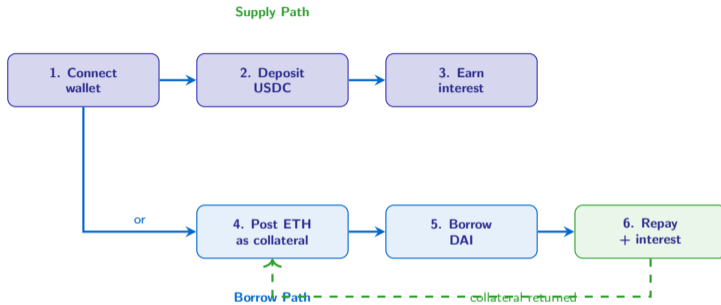 Supply Path
1. Connect
wallet
2. Deposit
USDC
3. Earn
interest
or
4. Post ETH
as collateral
5. Borrow
DAI
6. Repay
+ interest
Borrow Path
collateral returned